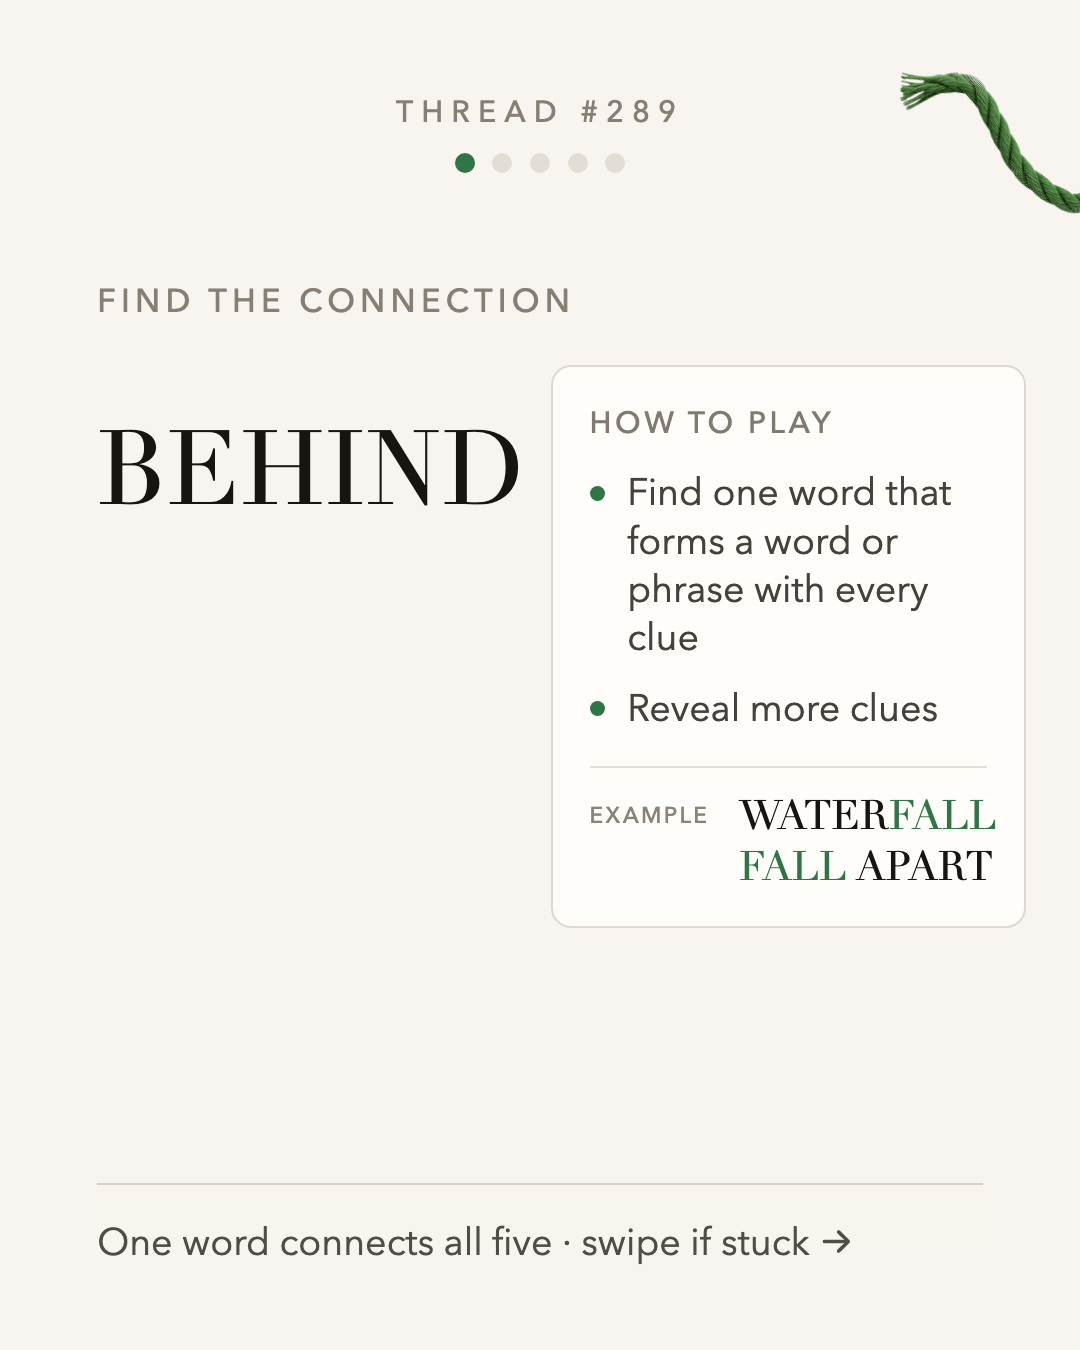 THREAD #289
FIND THE CONNECTION
BEHIND
HOW TO PLAY
• Find one word that
forms a word or
phrase with every
clue
• Reveal more clues
EXAMPLE WATERFALL
FALL APART
One word connects all five · swipe if stuck →